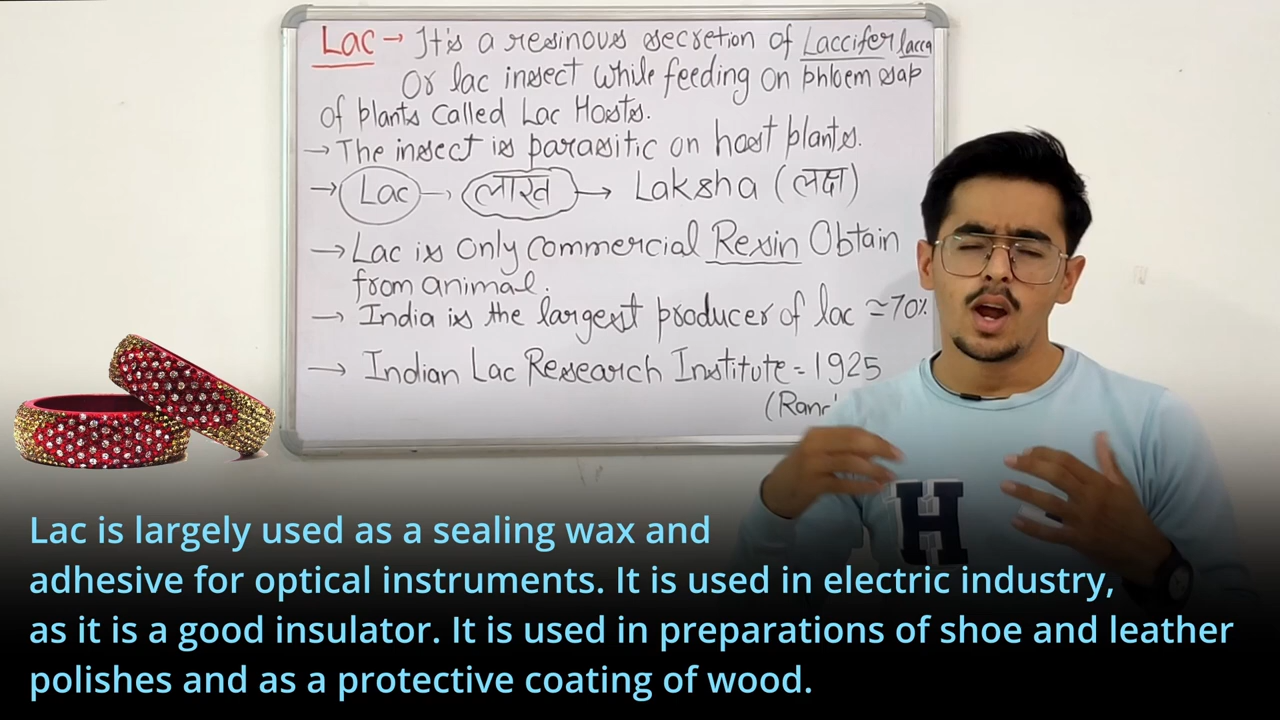 Lac → It's a resinous secretion of Laccifer lacca
Or lac insect while feeding on phloem sap
of plants called Lac Hosts.
→ The insect is parasitic on host plants.
→ Lac → लाख → Laksha (लक्ष)
→ Lac is only commercial Resin Obtain
from animal.
→ India is the largest producer of lac ≃ 70%
→ Indian Lac Research Institute = 1925
H
Lac is largely used as a sealing wax and
adhesive for optical instruments. It is used in electric industry,
as it is a good insulator. It is used in preparations of shoe and leather
polishes and as a protective coating of wood.